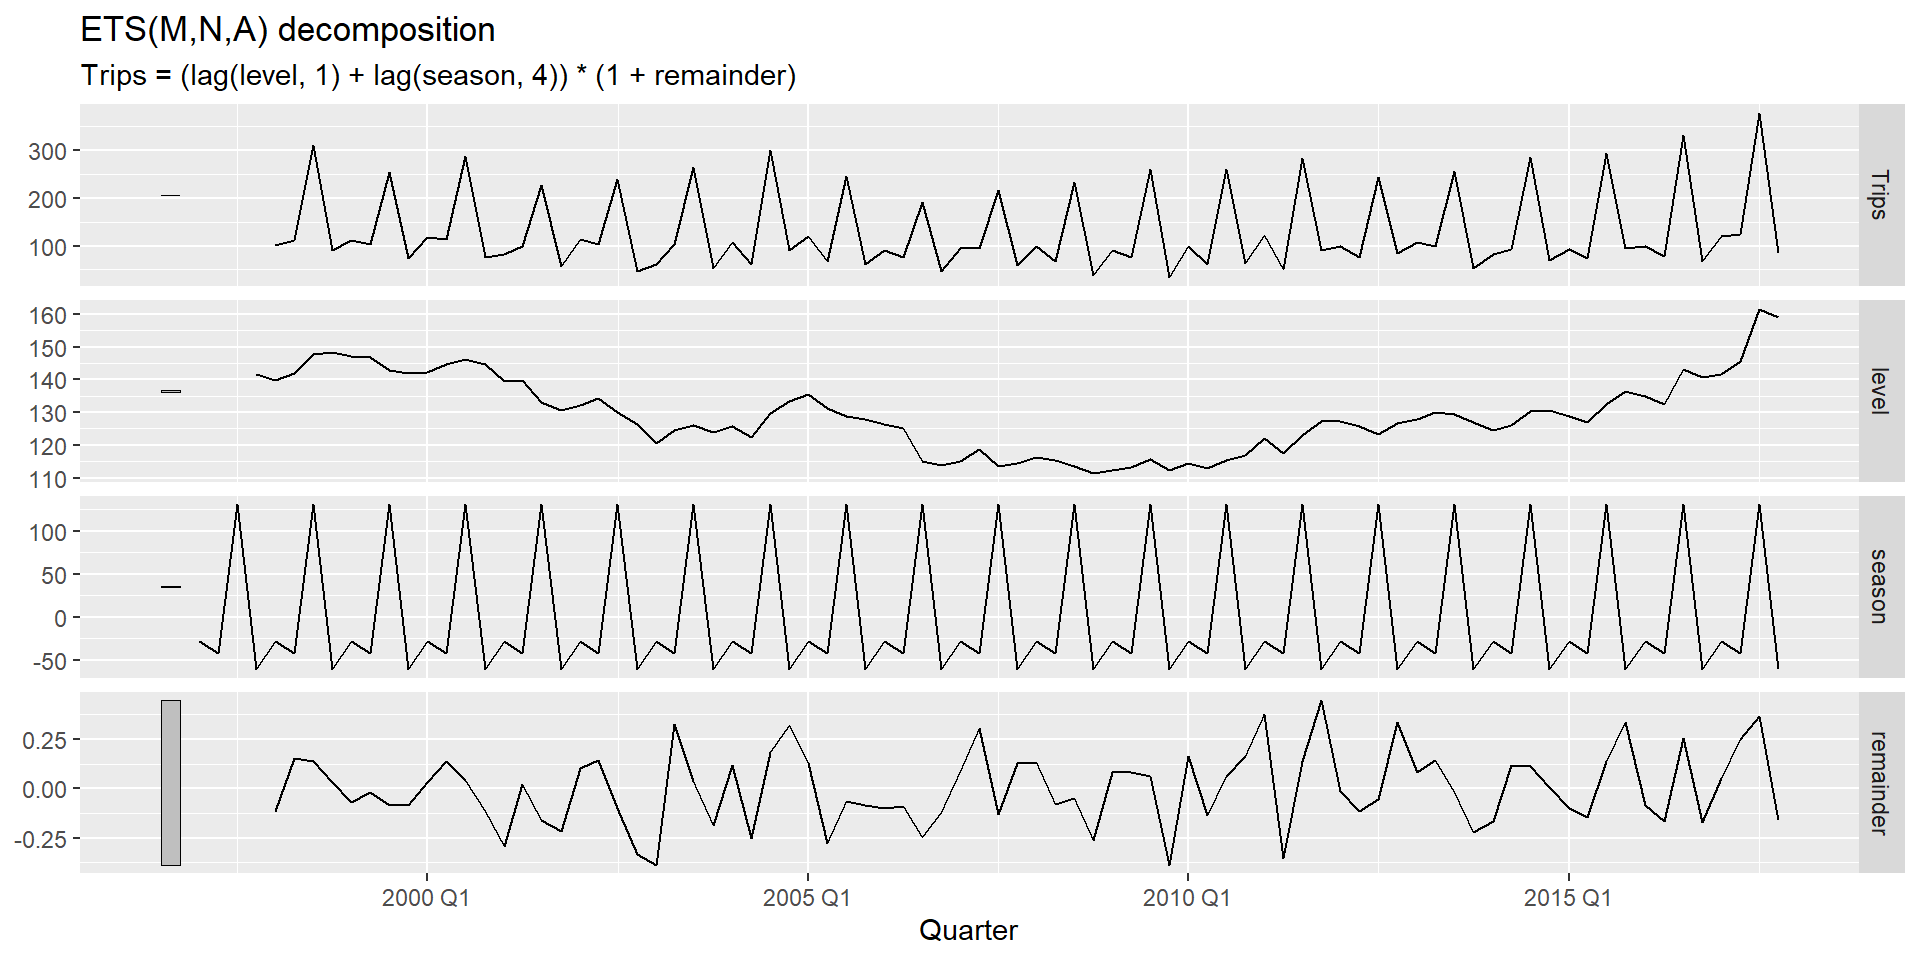 ETS(M,N,A) decomposition
Trips = (lag(level, 1) + lag(season, 4)) * (1 + remainder)
300
200
100
Trips
160
150
140
130
120
110
level
100
50
0
-50
season
0.25
0.00
-0.25
remainder
2000 Q1
2005 Q1
2010 Q1
2015 Q1
Quarter